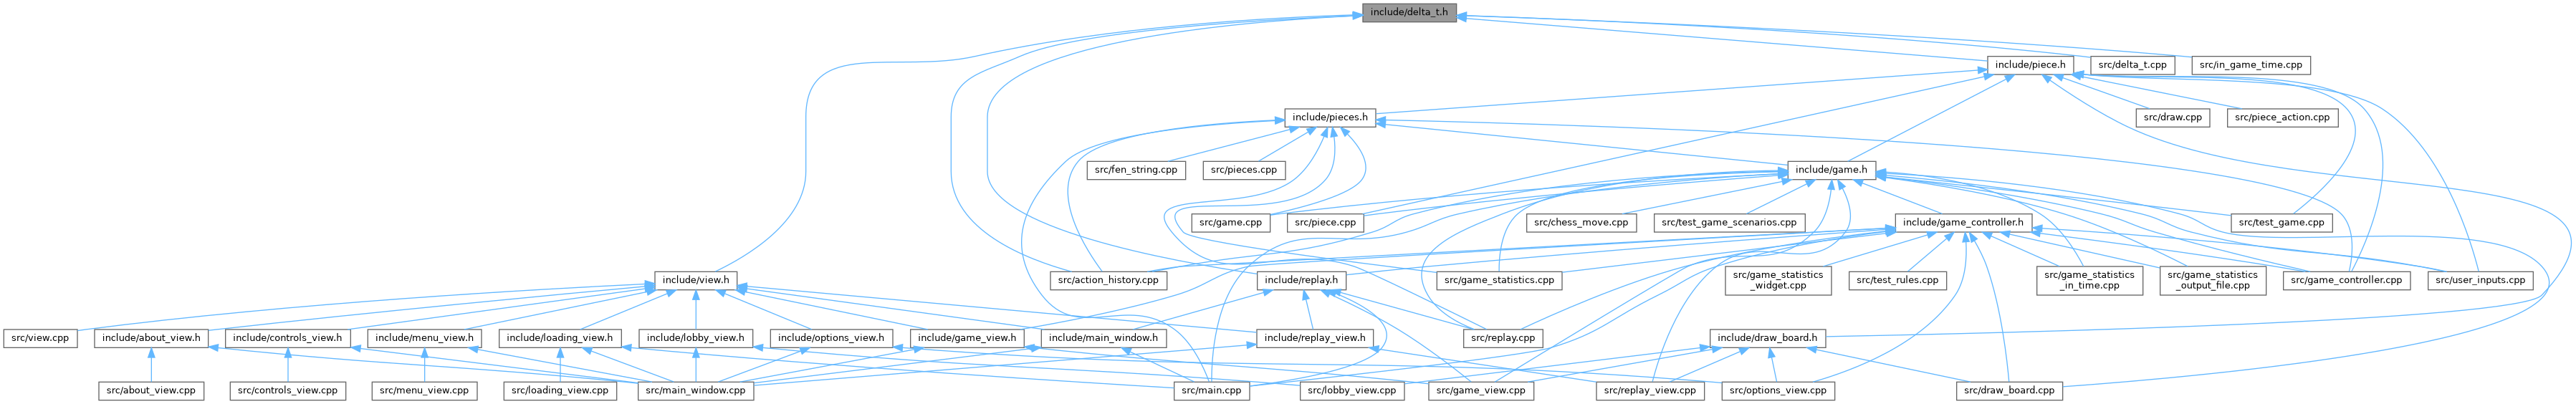 include/delta_t.h
include/piece.h
src/delta_t.cpp
src/in_game_time.cpp
include/pieces.h
src/draw.cpp
src/piece_action.cpp
src/fen_string.cpp
src/pieces.cpp
include/game.h
src/game.cpp
src/piece.cpp
src/chess_move.cpp
src/test_game_scenarios.cpp
include/game_controller.h
src/test_game.cpp
include/view.h
src/action_history.cpp
src/game_statistics.cpp
include/replay.h
src/game_statistics
_widget.cpp
src/test_rules.cpp
src/game_statistics
_in_time.cpp
src/game_statistics
_output_file.cpp
src/game_controller.cpp
src/user_inputs.cpp
src/view.cpp
include/about_view.h
include/controls_view.h
include/menu_view.h
include/loading_view.h
include/lobby_view.h
include/options_view.h
include/game_view.h
include/main_window.h
include/replay_view.h
src/replay.cpp
include/draw_board.h
src/about_view.cpp
src/controls_view.cpp
src/menu_view.cpp
src/loading_view.cpp
src/main_window.cpp
src/main.cpp
src/lobby_view.cpp
src/game_view.cpp
src/replay_view.cpp
src/options_view.cpp
src/draw_board.cpp